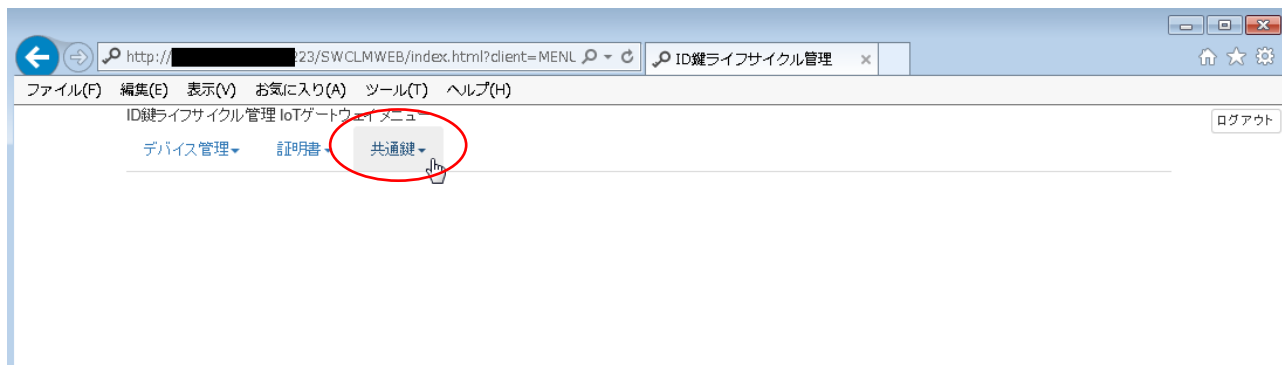 http://
223/SWCLMWEB/index.html?client=MENU
ID鍵ライフサイクル管理
ファイル(F) 編集(E) 表示(V) お気に入り(A) ツール(T) ヘルプ(H)
ID鍵ライフサイクル管理 IoTゲートウェイメニュー
ログアウト
デバイス管理 証明書 共通鍵